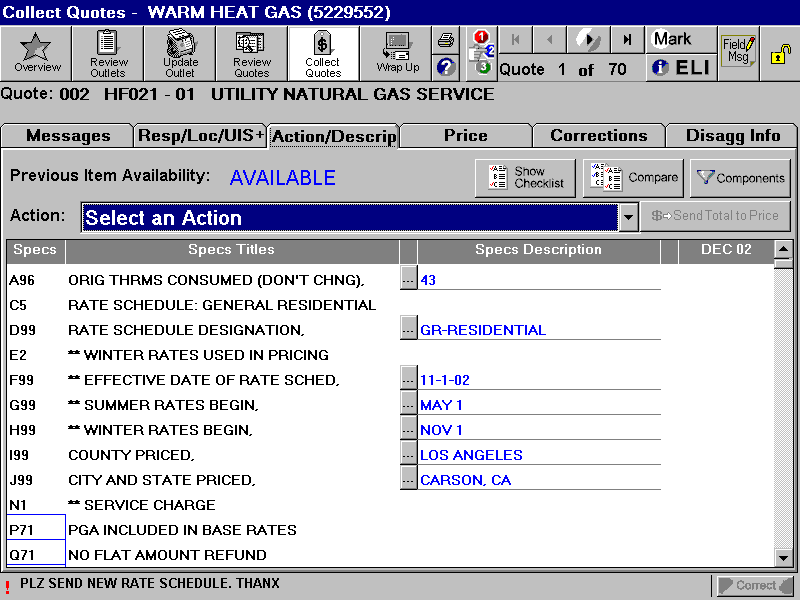 Collect Quotes - WARM HEAT GAS (5229552)
Overview
Review Outlets
Update Outlet
Review Quotes
Collect Quotes
Wrap Up
?
1
2
3
Mark
Quote 1 of 70
i ELI
Field/ Msg
Quote: 002 HF021 - 01 UTILITY NATURAL GAS SERVICE
Messages Resp/Loc/UIS+ Action/Descrip Price Corrections Disagg Info
Previous Item Availability: AVAILABLE
Show Checklist
Compare
Components
Action: Select an Action
$ Send Total to Price
Specs Specs Titles Specs Description DEC 02
A96 ORIG THRMS CONSUMED (DON'T CHNG), ... 43
C5 RATE SCHEDULE: GENERAL RESIDENTIAL
D99 RATE SCHEDULE DESIGNATION, ... GR-RESIDENTIAL
E2 ** WINTER RATES USED IN PRICING
F99 ** EFFECTIVE DATE OF RATE SCHED, ... 11-1-02
G99 ** SUMMER RATES BEGIN, ... MAY 1
H99 ** WINTER RATES BEGIN, ... NOV 1
I99 COUNTY PRICED, ... LOS ANGELES
J99 CITY AND STATE PRICED, ... CARSON, CA
N1 ** SERVICE CHARGE
P71 PGA INCLUDED IN BASE RATES
Q71 NO FLAT AMOUNT REFUND
! PLZ SEND NEW RATE SCHEDULE. THANX
Correct